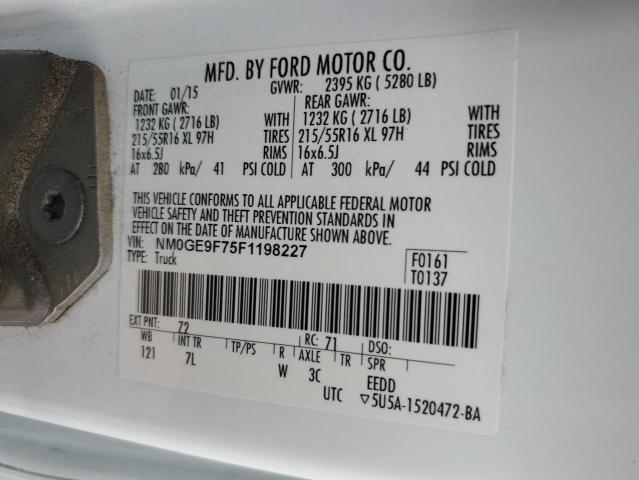 MFD. BY FORD MOTOR CO.
DATE: 01/15 GVWR: 2395 KG ( 5280 LB)
FRONT GAWR: REAR GAWR:
1232 KG ( 2716 LB) WITH 1232 KG ( 2716 LB) WITH
215/55R16 XL 97H TIRES 215/55R16 XL 97H TIRES
16x6.5J RIMS 16x6.5J RIMS
AT 280 kPa/ 41 PSI COLD AT 300 kPa/ 44 PSI COLD
THIS VEHICLE CONFORMS TO ALL APPLICABLE FEDERAL MOTOR
VEHICLE SAFETY AND THEFT PREVENTION STANDARDS IN
EFFECT ON THE DATE OF MANUFACTURE SHOWN ABOVE.
VIN: NM0GE9F75F1198227
TYPE: Truck
F0161
T0137
EXT PNT: 72 RC: 71 DSO:
WB INT TR TP/PS R AXLE TR SPR
121 7L W 3C EEDD
UTC ▽5U5A-1520472-BA